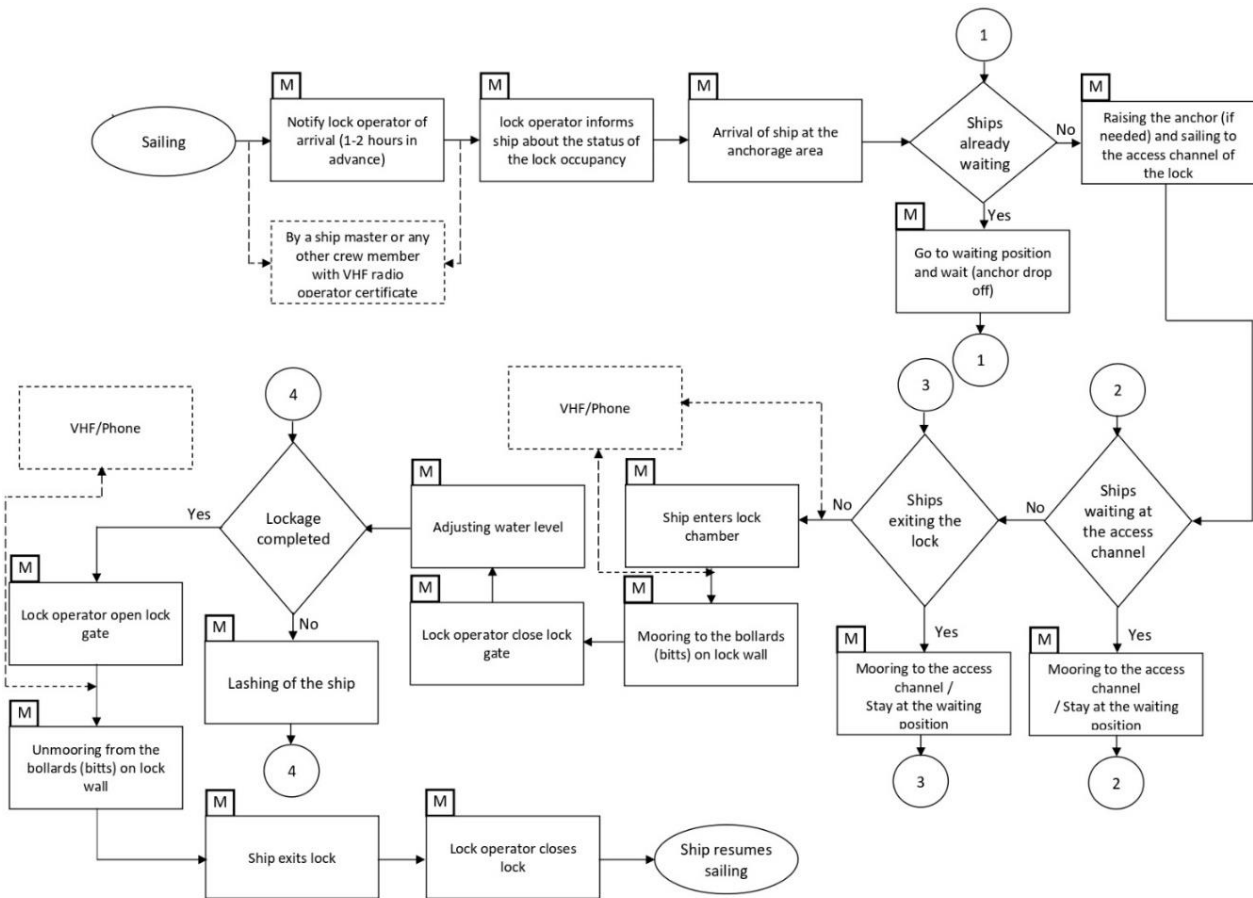 1
M
M
M
M
Sailing
Notify lock operator of
arrival (1-2 hours in
advance)
lock operator informs
ship about the status of
the lock occupancy
Arrival of ship at the
anchorage area
Ships
already
waiting
No
Raising the anchor (if
needed) and sailing to
the access channel of
the lock
Yes
By a ship master or any
other crew member
with VHF radio
operator certificate
M
Go to waiting position
and wait (anchor drop
off)
1
VHF/Phone
4
VHF/Phone
3
2
Yes
Lockage
completed
M
Adjusting water level
M
Ship enters lock
chamber
No
Ships
exiting the
lock
No
Ships
waiting at
the access
channel
M
Lock operator open lock
gate
No
M
Lock operator close lock
gate
M
Mooring to the bollards
(bitts) on lock wall
Yes
Yes
M
Lashing of the ship
M
Mooring to the access
channel /
Stay at the waiting
position
M
Mooring to the access
channel
/ Stay at the waiting
position
M
Unmooring from the
bollards (bitts) on lock
wall
4
3
2
M
Ship exits lock
M
Lock operator closes
lock
Ship resumes
sailing